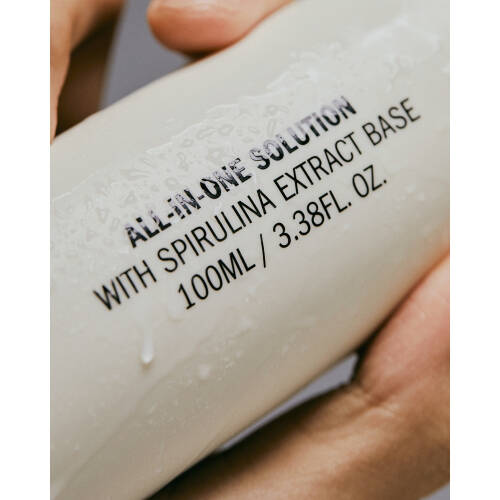 ALL-IN-ONE SOLUTION
WITH SPIRULINA EXTRACT BASE
100ML / 3.38FL. OZ.